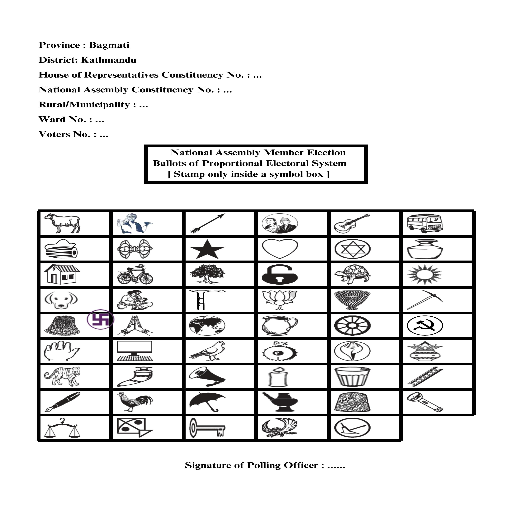 Province : Bagmati
District: Kathmandu
House of Representatives Constituency No. : ...
National Assembly Constituency No. : ...
Rural/Municipality : ...
Ward No. : ...
Voters No. : ...
National Assembly Member Election
Ballots of Proportional Electoral System
[ Stamp only inside a symbol box ]
Signature of Polling Officer : ......